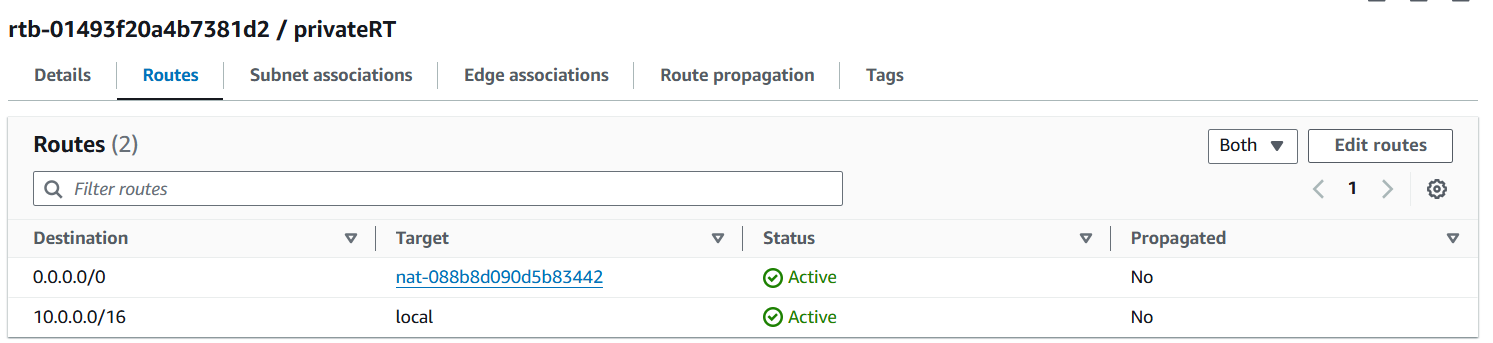 rtb-01493f20a4b7381d2 / privateRT
Details Routes Subnet associations Edge associations Route propagation Tags
Routes (2) Both Edit routes
Filter routes 1
Destination Target Status Propagated
0.0.0.0/0 nat-088b8d090d5b83442 Active No
10.0.0.0/16 local Active No